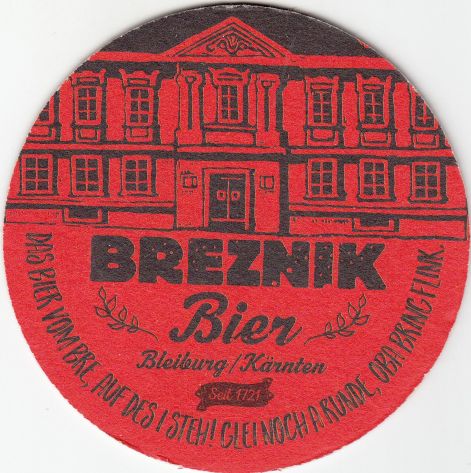 BREZNIK
Bier
Bleiburg/Kärnten
Seit 1721
DAS BIER VOM BRE, AUF DES I STEH! GLEI NOCH A RUNDE, OBA BRING FLINK.